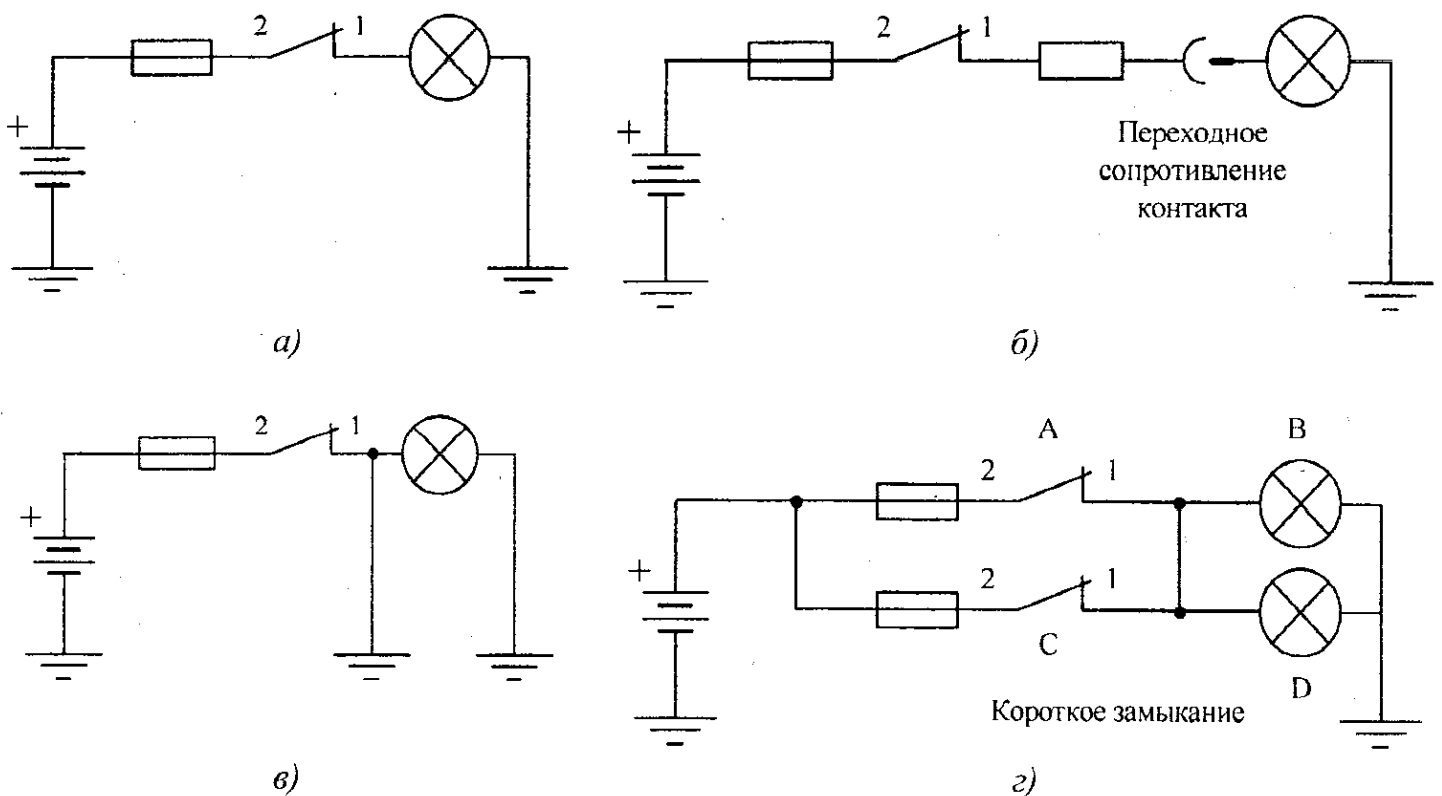 2 1
+
а)
2 1
+
Переходное
сопротивление
контакта
б)
2 1
+
в)
A B
2 1
+
2 1
C
D
Короткое замыкание
г)